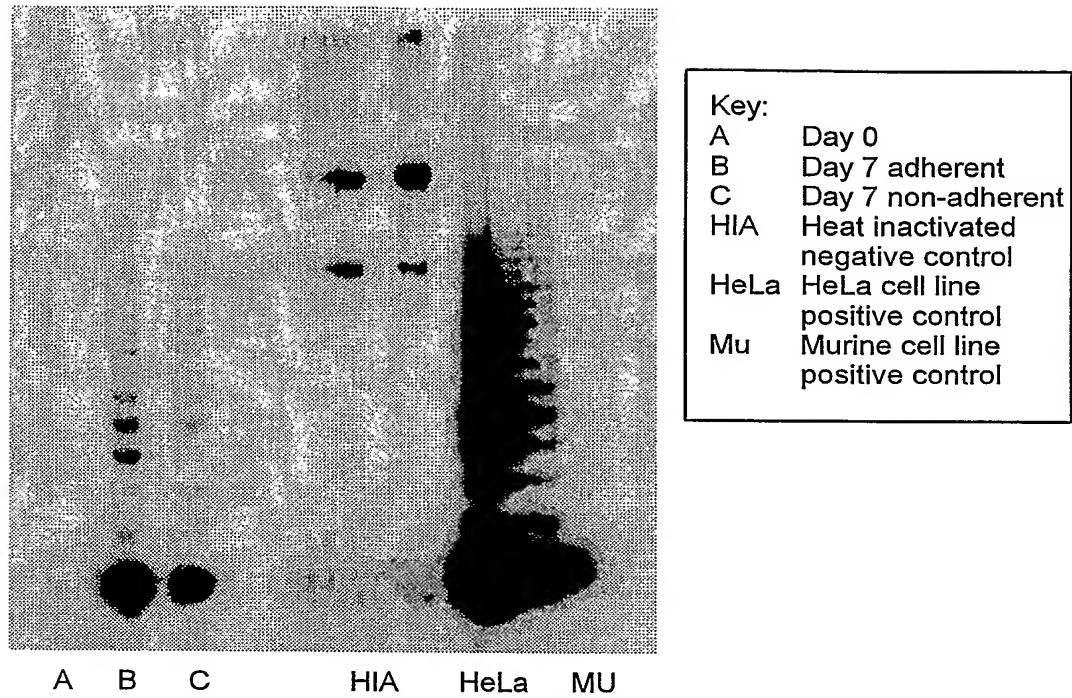 Key:
A Day 0
B Day 7 adherent
C Day 7 non-adherent
HIA Heat inactivated
negative control
HeLa HeLa cell line
positive control
Mu Murine cell line
positive control
A B C HIA HeLa MU